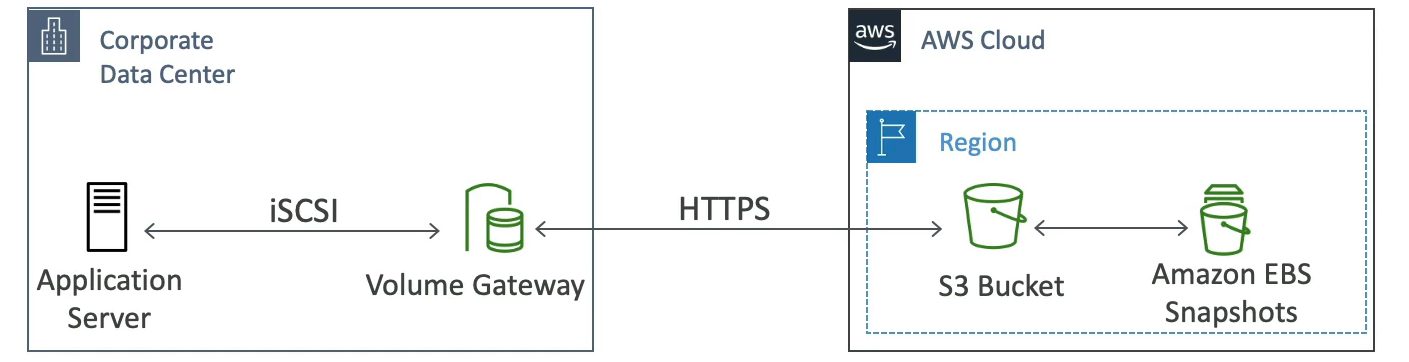 Corporate
Data Center
aws
AWS Cloud
Region
iSCSI
HTTPS
Application
Server
Volume Gateway
S3 Bucket
Amazon EBS
Snapshots